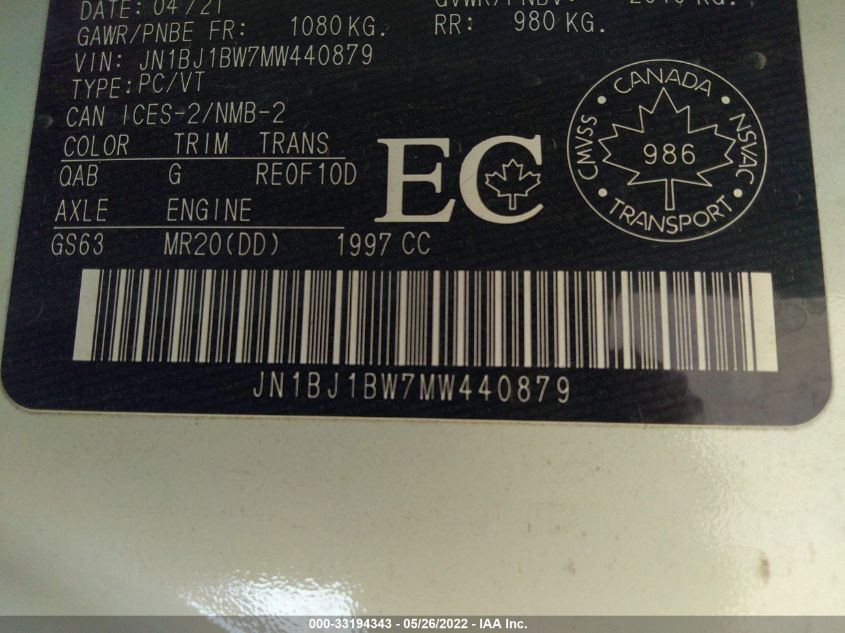 DATE: 04/21
GAWR/PNBE FR: 1080KG. RR: 980 KG.
VIN: JN1BJ1BW7MW440879
TYPE: PC/VT
CAN ICES-2/NMB-2
COLOR TRIM TRANS
QAB G RE0F10D
AXLE ENGINE
GS63 MR20(DD) 1997 CC
EC
CANADA
CMVSS
NSVAC
986
TRANSPORT
JN1BJ1BW7MW440879
000-33194343 - 05/26/2022 - IAA Inc.